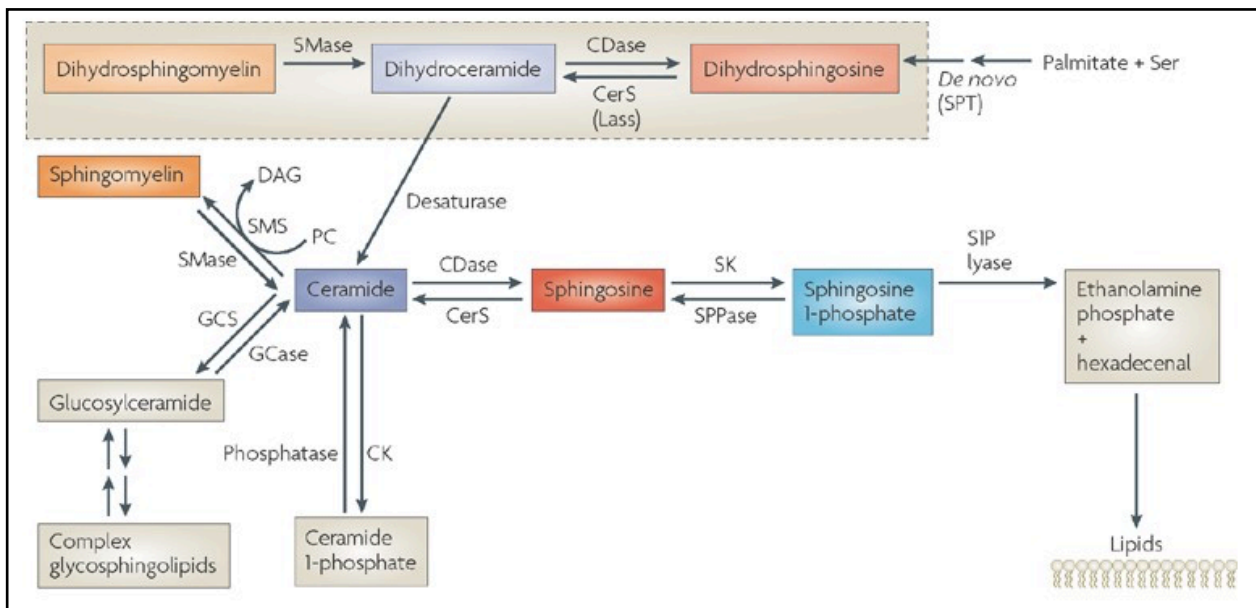 Dihydrosphingomyelin
SMase
Dihydroceramide
CDase
CerS
(Lass)
Dihydrosphingosine
De novo
(SPT)
Palmitate + Ser
Desaturase
Sphingomyelin
DAG
SMS
PC
SMase
Ceramide
CDase
CerS
Sphingosine
SK
SPPase
Sphingosine
1-phosphate
S1P
lyase
Ethanolamine
phosphate
+
hexadecenal
GCS
GCase
Glucosylceramide
Phosphatase
CK
Complex
glycosphingolipids
Ceramide
1-phosphate
Lipids